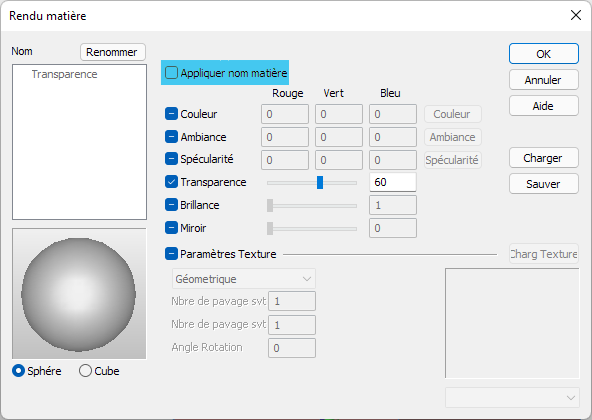 Rendu matière
Nom
Renommer
Transparence
Appliquer nom matière
OK
Annuler
Aide
Rouge Vert Bleu
Couleur 0 0 0 Couleur
Ambiance 0 0 0 Ambiance
Spécularité 0 0 0 Spécularité
Charger
Transparence 60
Sauver
Brillance 1
Miroir 0
Paramètres Texture
Charg Texture
Géometrique
Nbre de pavage svt 1
Nbre de pavage svt 1
Angle Rotation 0
Sphére Cube